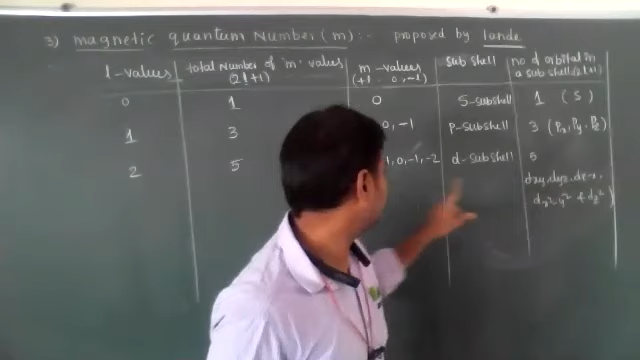 3) magnetic quantum Number (m) :- proposed by lande
l-values total Number of 'm' values (2l+1) m-values (+l 0, -l) Sub shell no of orbital in a sub shell (2l+1)
0 1 0 S-subshell 1 (S)
1 3 0, -1 p-subshell 3 (Px, Py, Pz)
2 5 1, 0, -1, -2 d-subshell 5
dxy, dyz, dz-x,
dx²-y² & dz² )